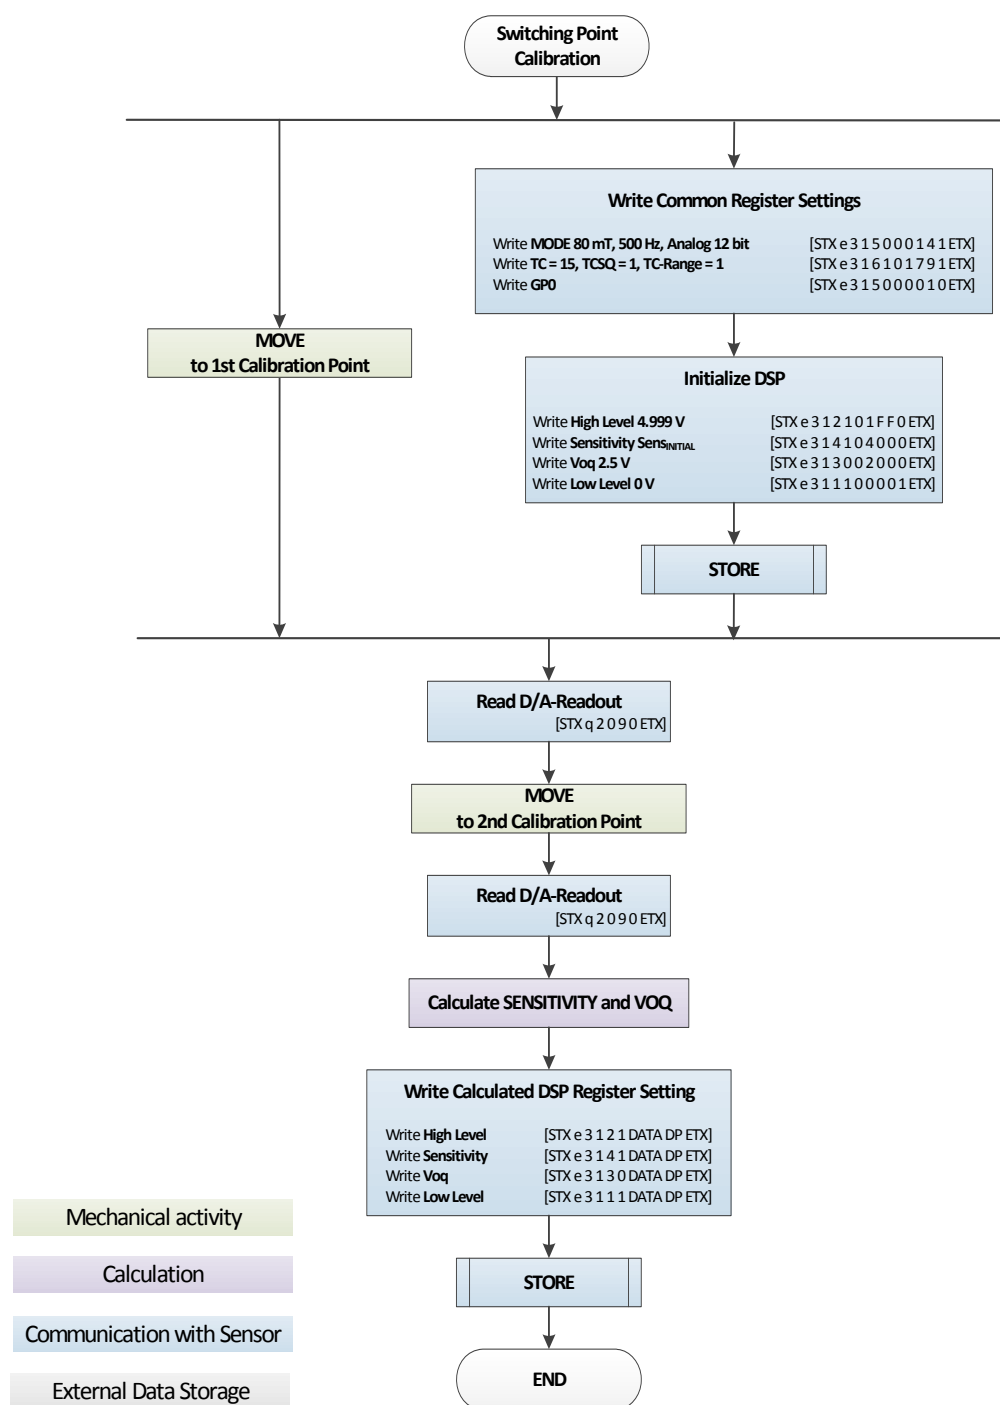 Switching Point
Calibration
Write Common Register Settings
Write MODE 80 mT, 500 Hz, Analog 12 bit [STX e 3 1 5 0 0 0 1 4 1 ETX]
Write TC = 15, TCSQ = 1, TC-Range = 1 [STX e 3 1 6 1 0 1 7 9 1 ETX]
Write GP0 [STX e 3 1 5 0 0 0 0 1 0 ETX]
MOVE
to 1st Calibration Point
Initialize DSP
Write High Level 4.999 V [STX e 3 1 2 1 0 1 F F 0 ETX]
Write Sensitivity SensINITIAL [STX e 3 1 4 1 0 4 0 0 0 ETX]
Write Voq 2.5 V [STX e 3 1 3 0 0 2 0 0 0 ETX]
Write Low Level 0 V [STX e 3 1 1 1 0 0 0 0 1 ETX]
STORE
Read D/A-Readout
[STX q 2 0 9 0 ETX]
MOVE
to 2nd Calibration Point
Read D/A-Readout
[STX q 2 0 9 0 ETX]
Calculate SENSITIVITY and VOQ
Write Calculated DSP Register Setting
Write High Level [STX e 3 1 2 1 DATA DP ETX]
Write Sensitivity [STX e 3 1 4 1 DATA DP ETX]
Write Voq [STX e 3 1 3 0 DATA DP ETX]
Write Low Level [STX e 3 1 1 1 DATA DP ETX]
STORE
END
Mechanical activity
Calculation
Communication with Sensor
External Data Storage